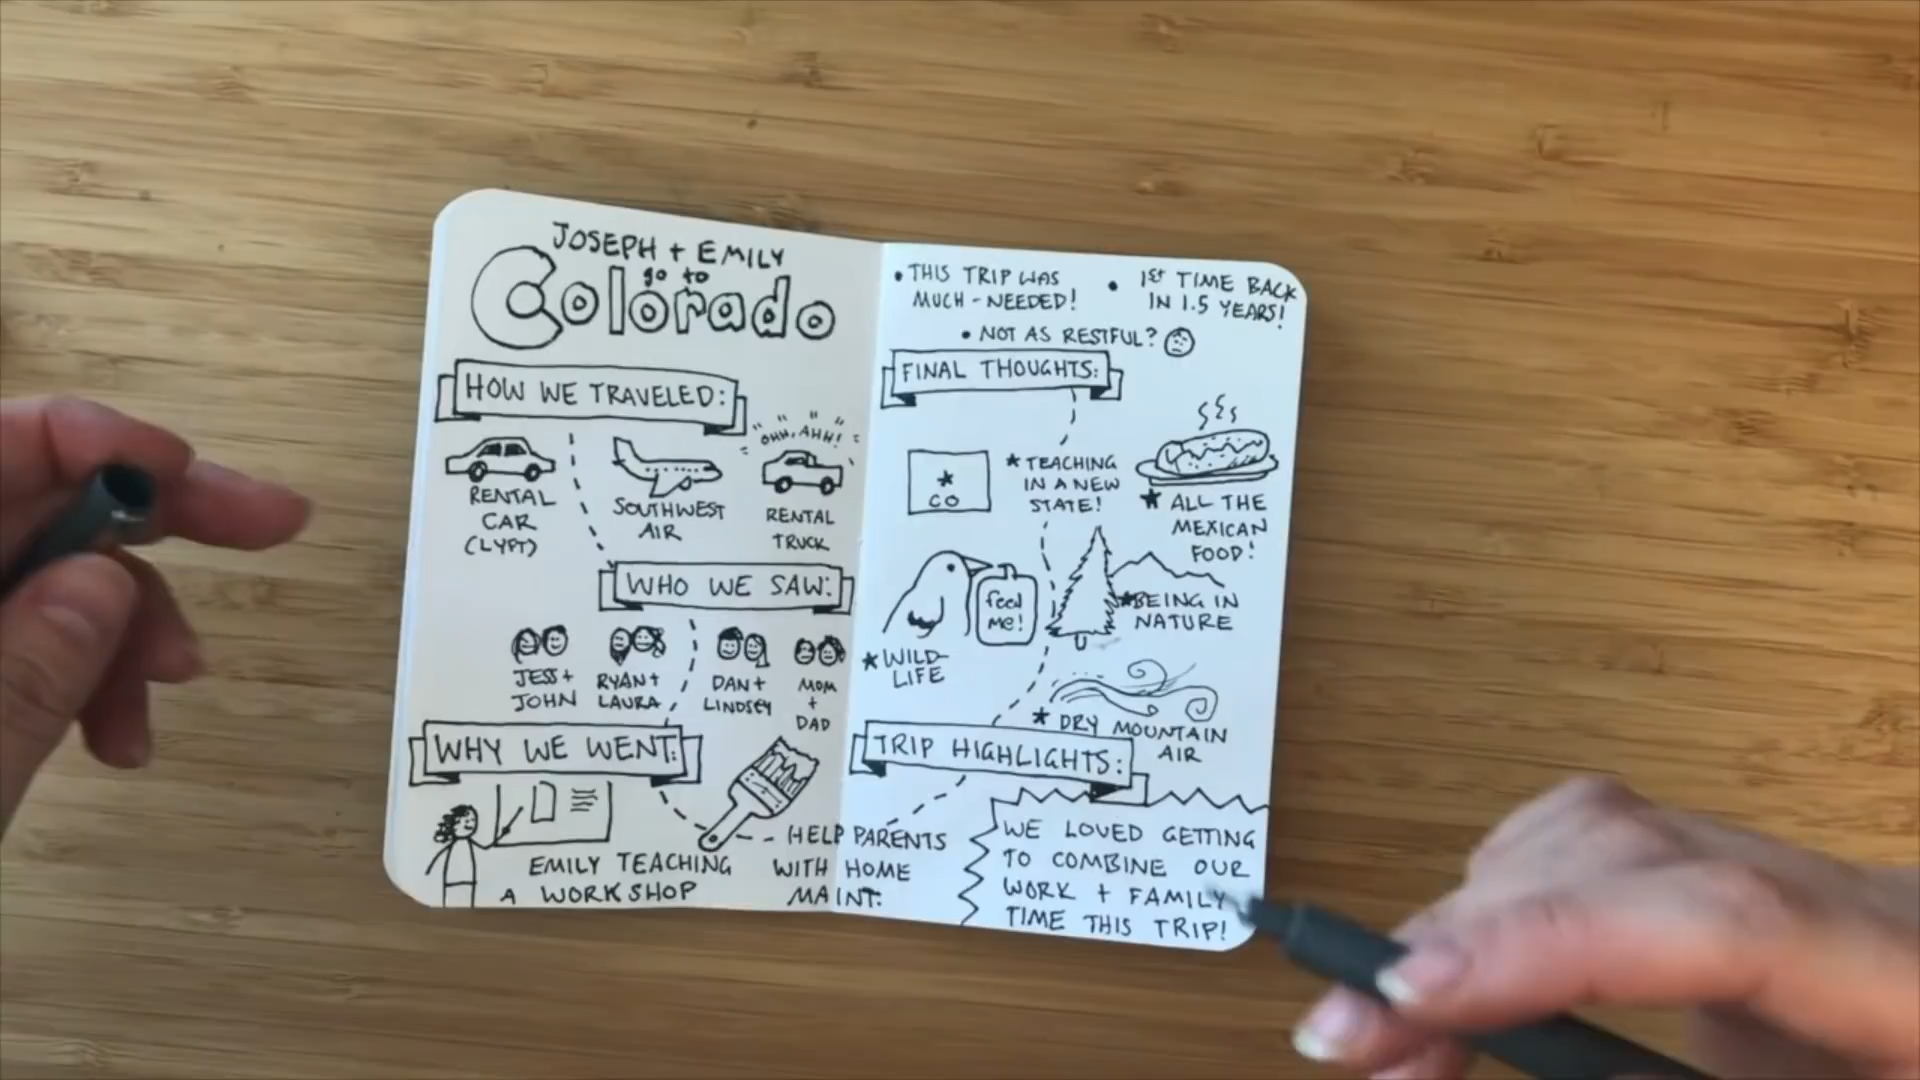 JOSEPH + EMILY
go to
Colorado
HOW WE TRAVELED:
RENTAL
CAR
(LYFT)
SOUTHWEST
AIR
"OHH, AHH!"
RENTAL
TRUCK
WHO WE SAW:
JESS +
JOHN
RYAN +
LAURA
DAN +
LINDSEY
MOM
+
DAD
WHY WE WENT:
EMILY TEACHING
A WORKSHOP
HELP PARENTS
WITH HOME
MAINT.
TRIP HIGHLIGHTS:
★ WILD-
LIFE
feed
me!
★ DRY MOUNTAIN
AIR
★ BEING IN
NATURE
★
CO
★ TEACHING
IN A NEW
STATE!
★ ALL THE
MEXICAN
FOOD!
FINAL THOUGHTS:
• THIS TRIP WAS
MUCH-NEEDED!
• 1st TIME BACK
IN 1.5 YEARS!
• NOT AS RESTFUL?
WE LOVED GETTING
TO COMBINE OUR
WORK + FAMILY
TIME THIS TRIP!